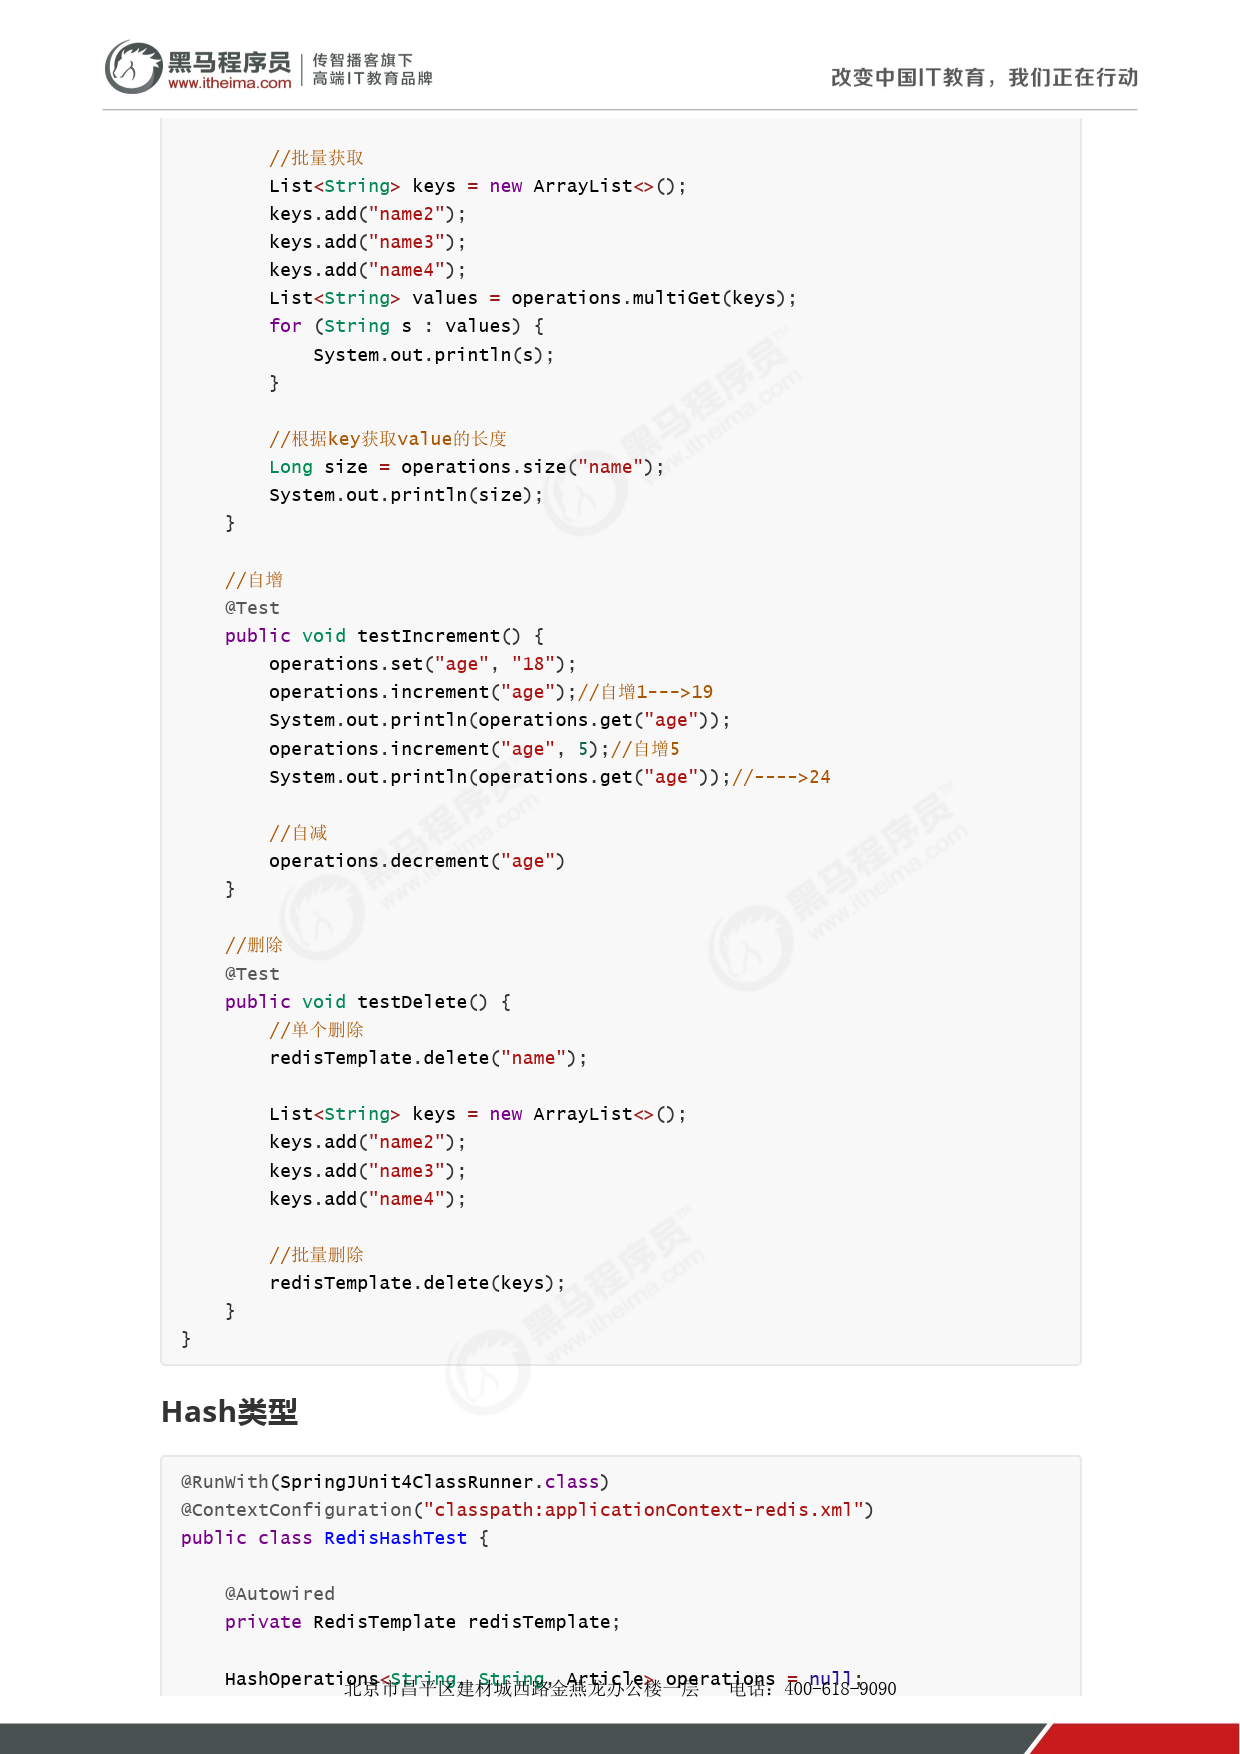 黑马程序员
www.itheima.com
传智播客旗下
高端IT教育品牌
改变中国IT教育，我们正在行动
//批量获取
List<String> keys = new ArrayList<>();
keys.add("name2");
keys.add("name3");
keys.add("name4");
List<String> values = operations.multiGet(keys);
for (String s : values) {
System.out.println(s);
}
//根据key获取value的长度
Long size = operations.size("name");
System.out.println(size);
}
//自增
@Test
public void testIncrement() {
operations.set("age", "18");
operations.increment("age");//自增1--->19
System.out.println(operations.get("age"));
operations.increment("age", 5);//自增5
System.out.println(operations.get("age"));//---->24
//自减
operations.decrement("age")
}
//删除
@Test
public void testDelete() {
//单个删除
redisTemplate.delete("name");
List<String> keys = new ArrayList<>();
keys.add("name2");
keys.add("name3");
keys.add("name4");
//批量删除
redisTemplate.delete(keys);
}
}
Hash类型
@RunWith(SpringJUnit4ClassRunner.class)
@ContextConfiguration("classpath:applicationContext-redis.xml")
public class RedisHashTest {
@Autowired
private RedisTemplate redisTemplate;
HashOperations<String, String, Article> operations = null;
北京市昌平区建材城西路金燕龙办公楼一层 电话：400-618-9090